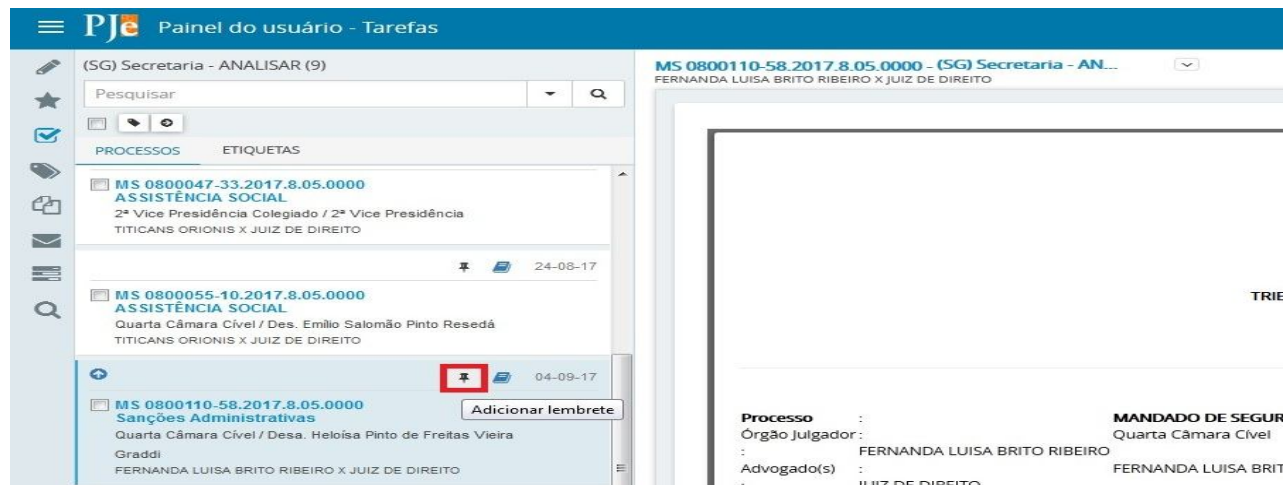 PJe Painel do usuário - Tarefas
(SG) Secretaria - ANALISAR (9)
Pesquisar
PROCESSOS ETIQUETAS
MS 0800047-33.2017.8.05.0000
ASSISTÊNCIA SOCIAL
2ª Vice Presidência Colegiado / 2ª Vice Presidência
TITICANS ORIONIS X JUIZ DE DIREITO
24-08-17
MS 0800055-10.2017.8.05.0000
ASSISTÊNCIA SOCIAL
Quarta Câmara Cível / Des. Emílio Salomão Pinto Resedá
TITICANS ORIONIS X JUIZ DE DIREITO
04-09-17
Adicionar lembrete
MS 0800110-58.2017.8.05.0000
Sanções Administrativas
Quarta Câmara Cível / Desa. Heloísa Pinto de Freitas Vieira
Graddi
FERNANDA LUISA BRITO RIBEIRO X JUIZ DE DIREITO
MS 0800110-58.2017.8.05.0000 - (SG) Secretaria - AN...
FERNANDA LUISA BRITO RIBEIRO X JUIZ DE DIREITO
TRIE
Processo : MANDADO DE SEGUR
Órgão Julgador : Quarta Câmara Cível
: FERNANDA LUISA BRITO RIBEIRO
Advogado(s) : FERNANDA LUISA BRIT
: JUIZ DE DIREITO